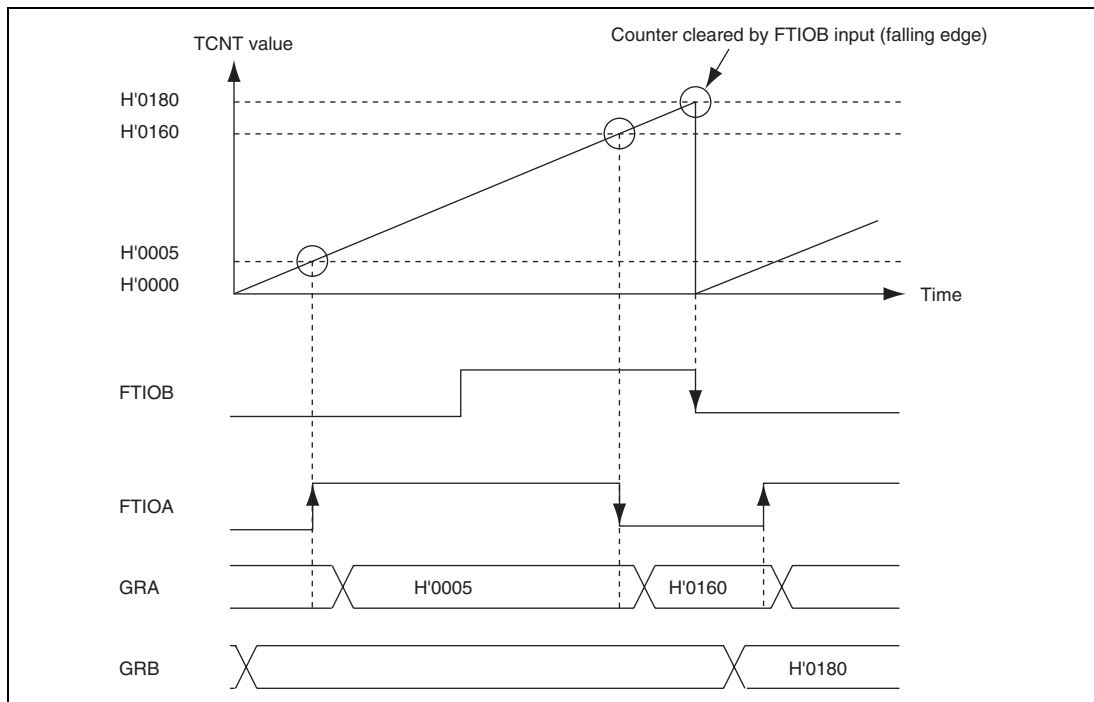 Counter cleared by FTIOB input (falling edge)
TCNT value
H'0180
H'0160
H'0005
H'0000
Time
FTIOB
FTIOA
GRA
H'0005
H'0160
GRB
H'0180